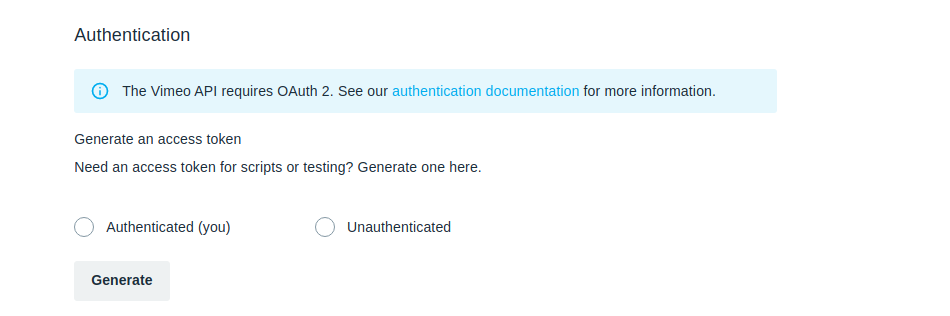 Authentication
The Vimeo API requires OAuth 2. See our authentication documentation for more information.
Generate an access token
Need an access token for scripts or testing? Generate one here.
Authenticated (you) Unauthenticated
Generate